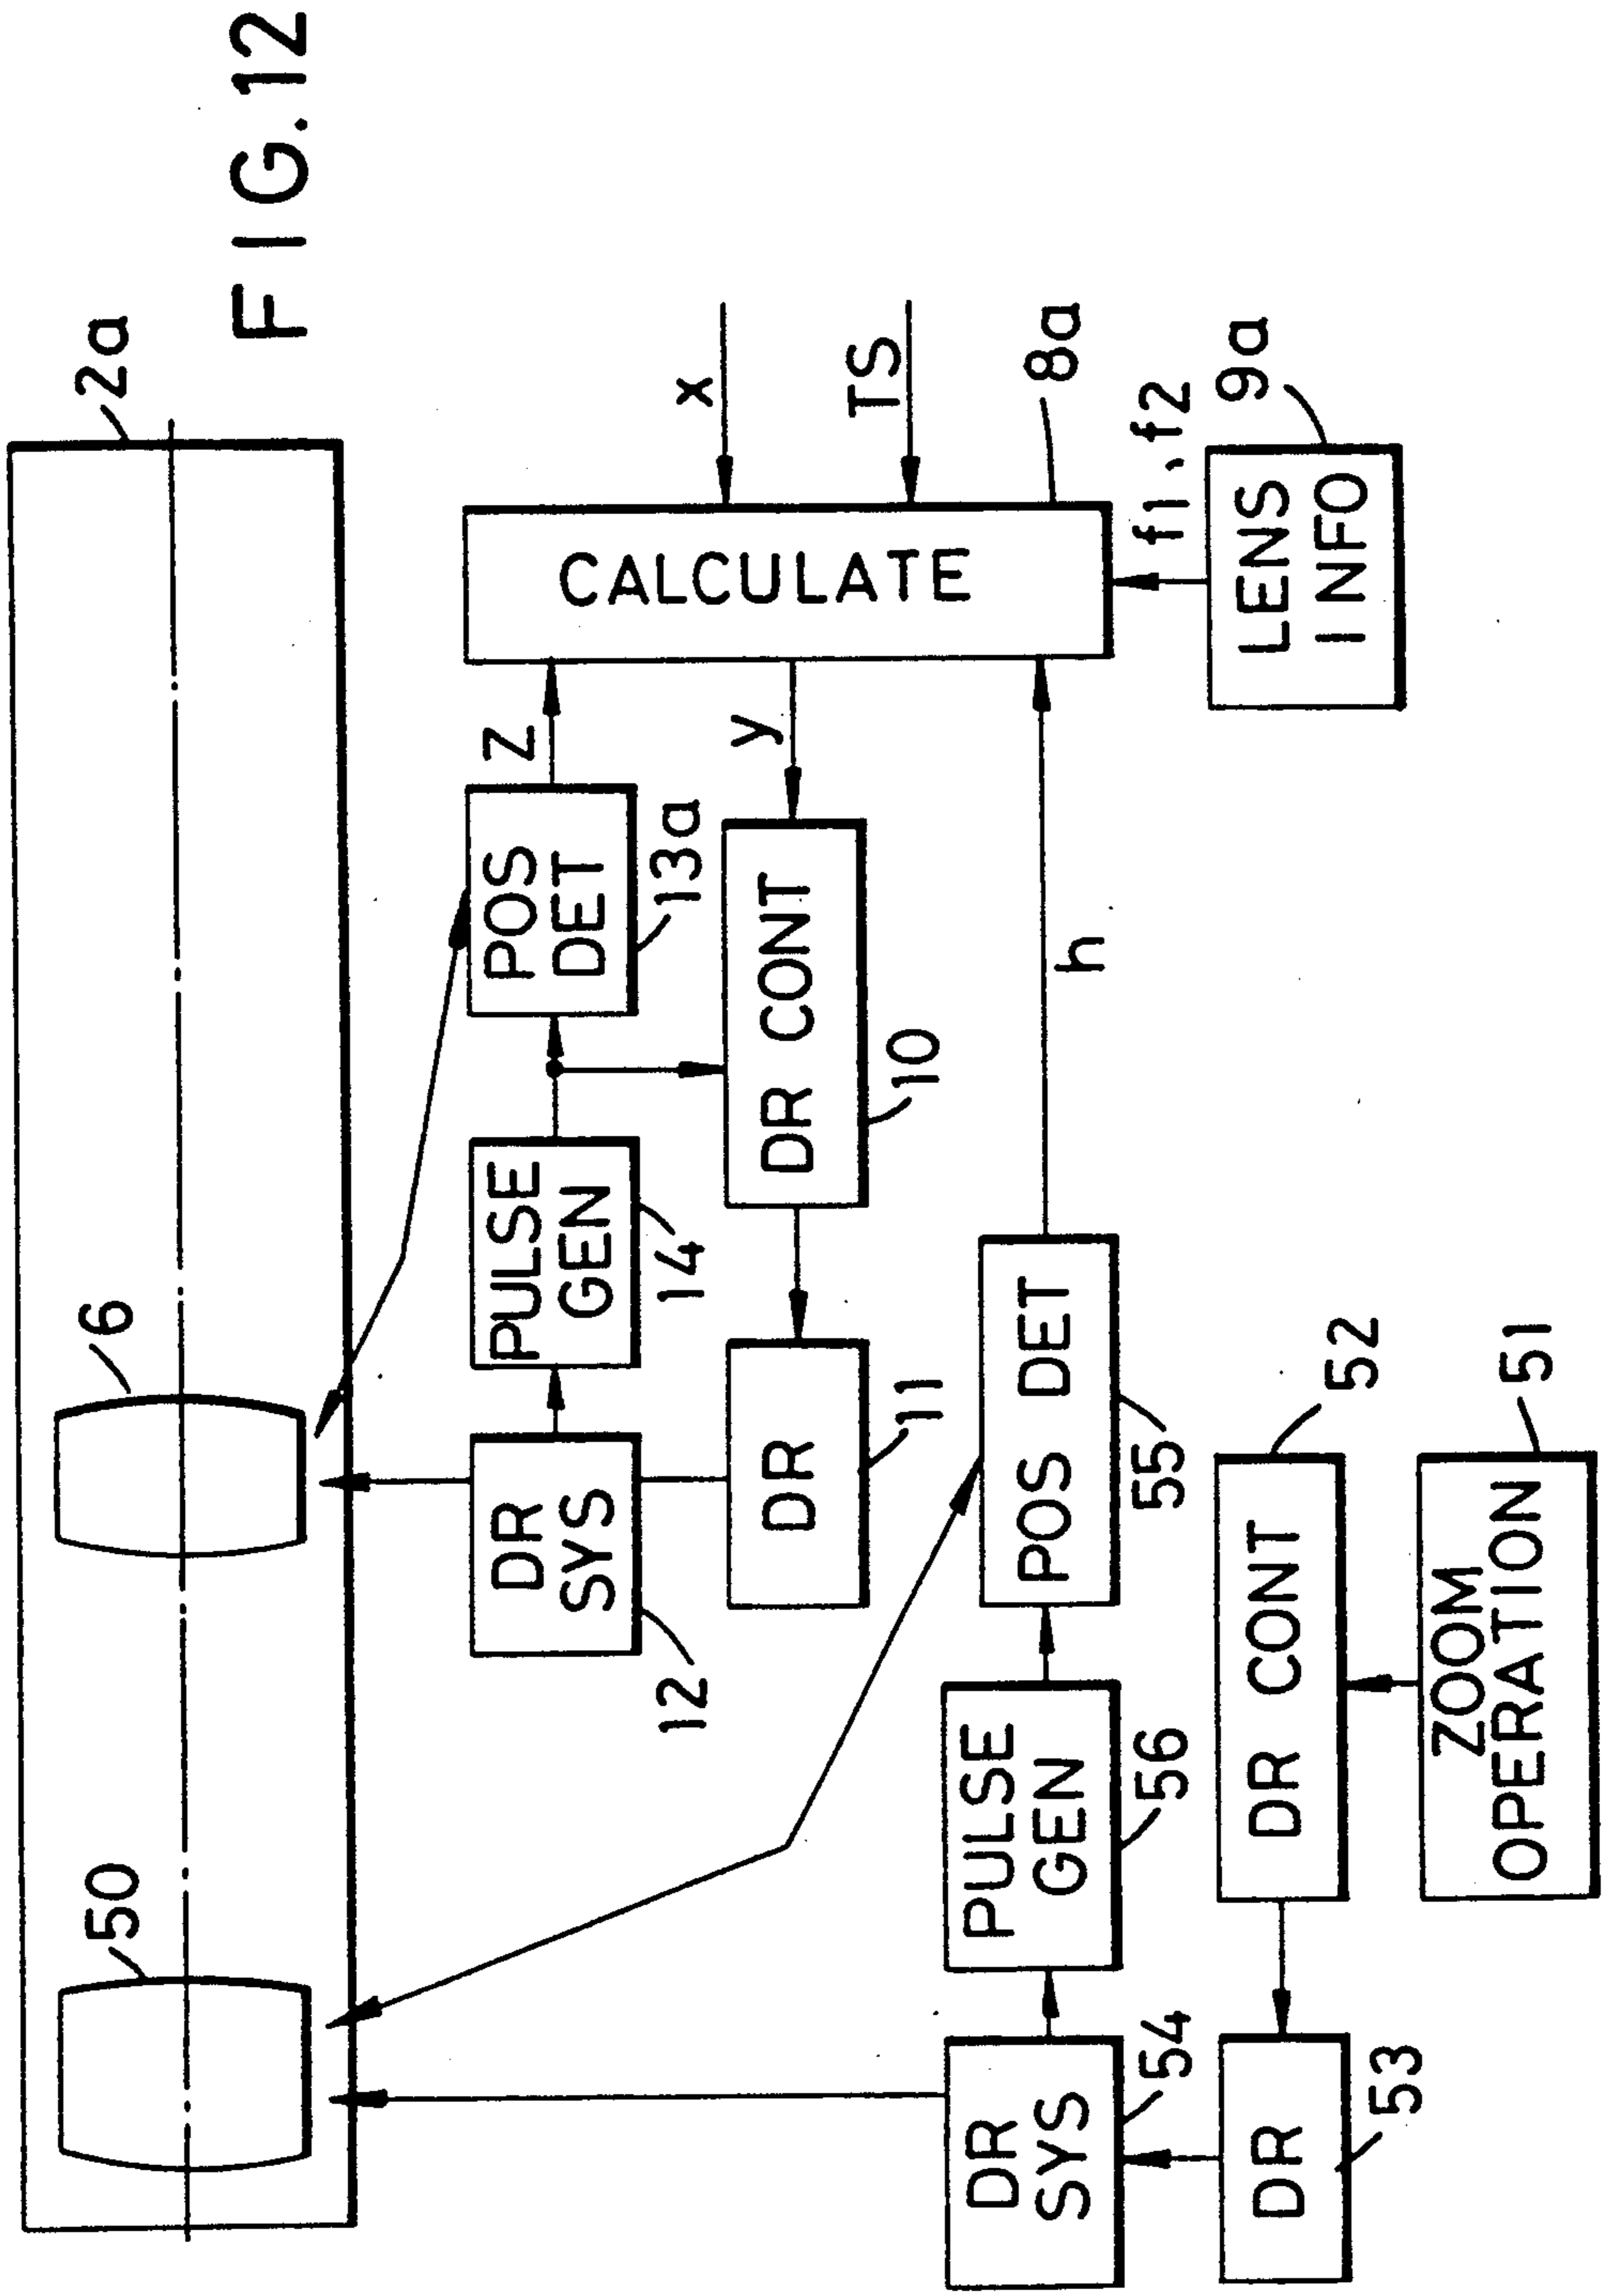 FIG.12
2a
50
6
DR
SYS
12
PULSE
GEN
14
POS
DET
13a
Z
DR
11
DR CONT
10
y
CALCULATE
8a
x
TS
f1、f2
LENS
INFO
9a
h
DR
SYS
54
PULSE
GEN
56
POS DET
55
DR
53
DR CONT
52
ZOOM
OPERATION
51